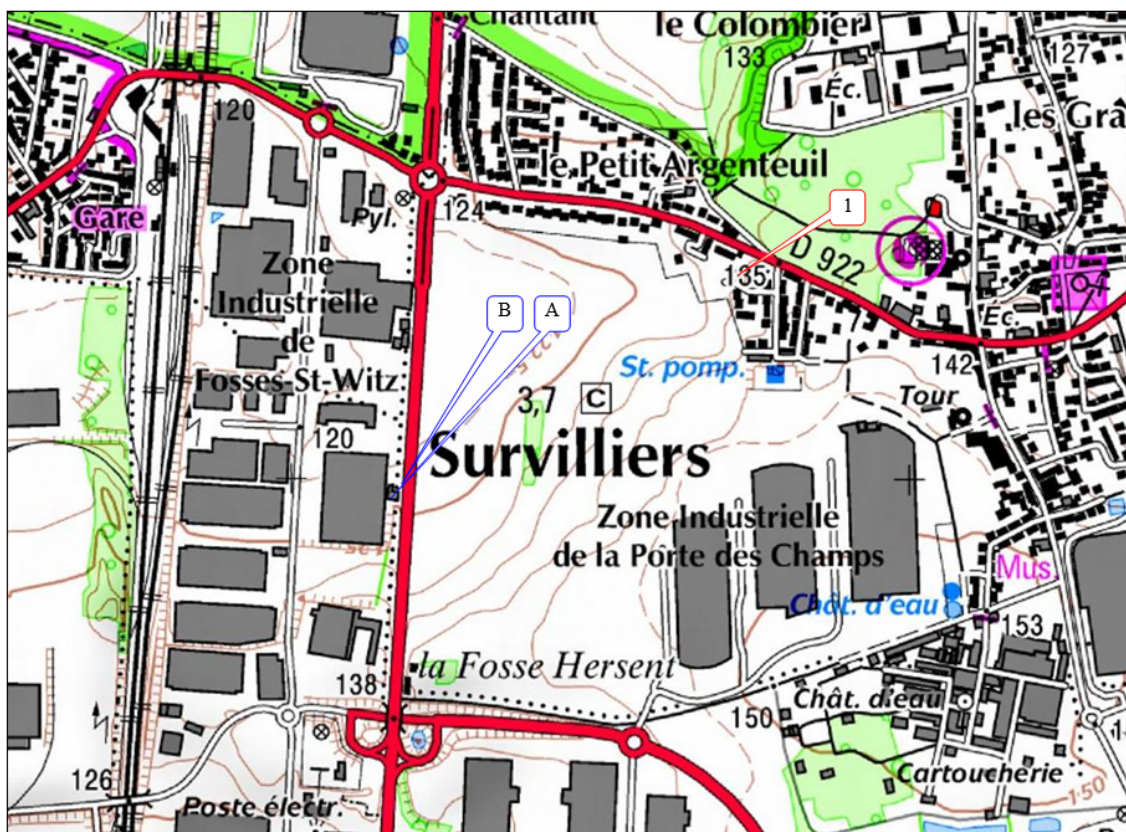 Chantant
le Colombier
133
127
Éc.
les Grâ
120
le Petit Argenteuil
124
Gare
Pyl.
1
135
D 922
Zone
Industrielle
de
Fosses-St-Witz
B
A
Éc.
St. pomp.
142
3,7
C
Tour
120
Survilliers
Zone Industrielle
de la Porte des Champs
Mus.
Chât. d'eau
153
la Fosse Hersent
138
Chât. d'eau
150
Cartoucherie
126
Poste électr.
150